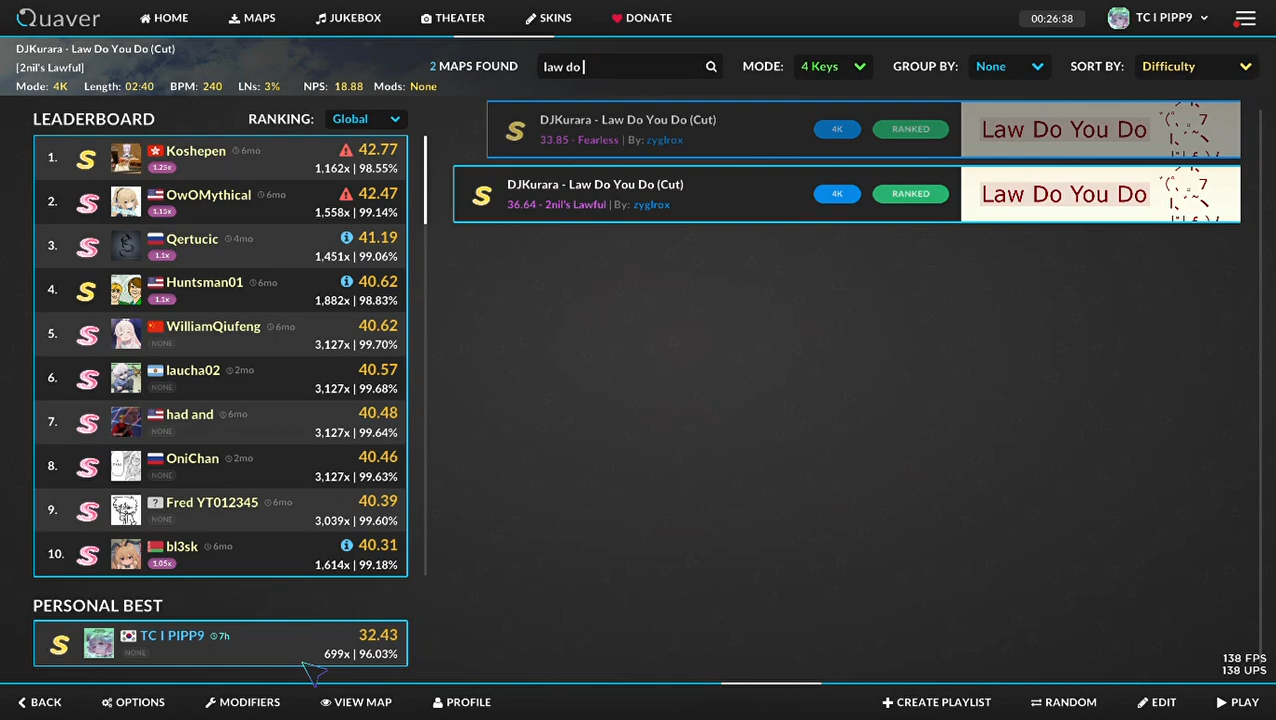 Quaver
HOME
MAPS
JUKEBOX
THEATER
SKINS
DONATE
00:26:38
TC I PIPP9
DJKurara - Law Do You Do (Cut)
[2nil's Lawful]
Mode: 4K Length: 02:40 BPM: 240 LNs: 3% NPS: 18.88 Mods: None
2 MAPS FOUND
law do
MODE: 4 Keys
GROUP BY: None
SORT BY: Difficulty
LEADERBOARD
RANKING: Global
1. S Koshepen 6mo 42.77
1.25x 1,162x | 98.55%
2. S OwOMythical 6mo 42.47
1.15x 1,558x | 99.14%
3. S Qertucic 4mo 41.19
1.1x 1,451x | 99.06%
4. S Huntsman01 6mo 40.62
1.1x 1,882x | 98.83%
5. S WilliamQiufeng 6mo 40.62
NONE 3,127x | 99.70%
6. S laucha02 2mo 40.57
NONE 3,127x | 99.68%
7. S had and 6mo 40.48
NONE 3,127x | 99.64%
8. S OniChan 2mo 40.46
NONE 3,127x | 99.63%
9. S ? Fred YT012345 6mo 40.39
NONE 3,039x | 99.60%
10. S bl3sk 6mo 40.31
1.05x 1,614x | 99.18%
PERSONAL BEST
S TC I PIPP9 7h 32.43
NONE 699x | 96.03%
S DJKurara - Law Do You Do (Cut)
33.85 - Fearless | By: zyglrox
4K RANKED
Law Do You Do
S DJKurara - Law Do You Do (Cut)
36.64 - 2nil's Lawful | By: zyglrox
4K RANKED
Law Do You Do
138 FPS
138 UPS
BACK
OPTIONS
MODIFIERS
VIEW MAP
PROFILE
CREATE PLAYLIST
RANDOM
EDIT
PLAY